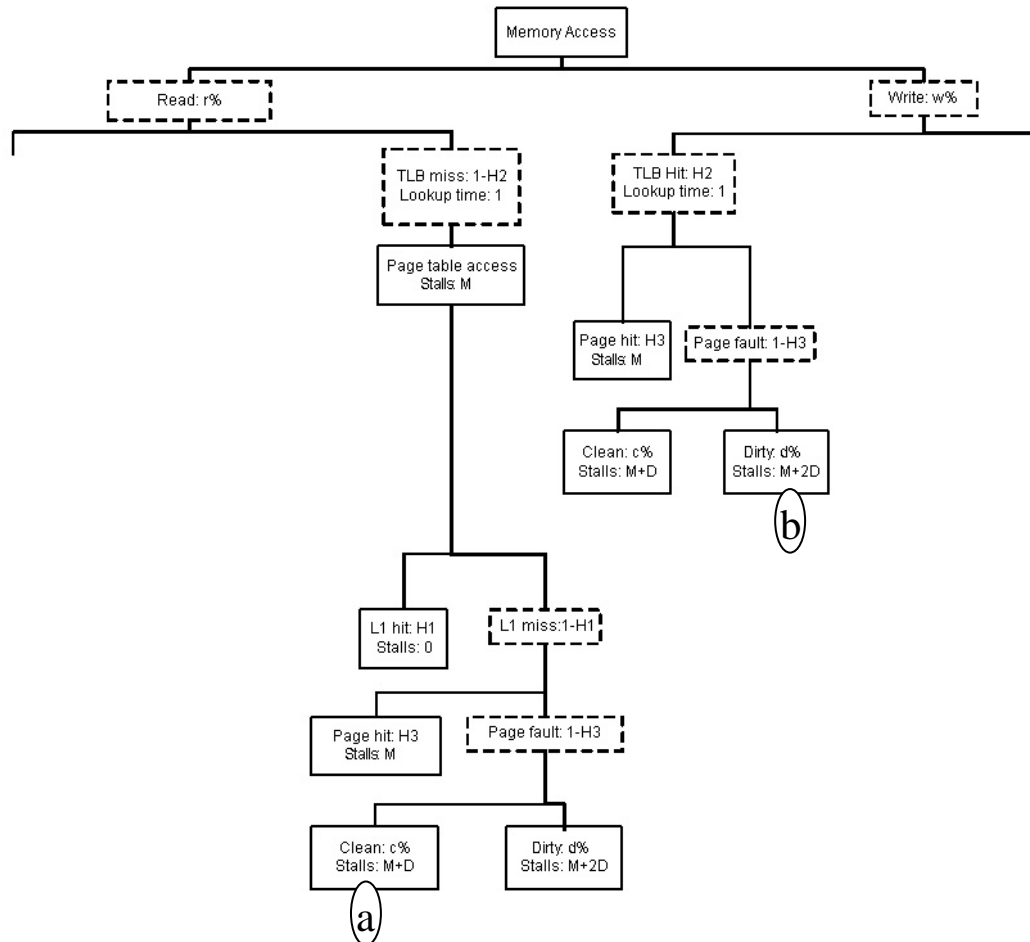 Memory Access
Read: r%
Write: w%
TLB miss: 1-H2
Lookup time: 1
TLB Hit: H2
Lookup time: 1
Page table access
Stalls: M
Page hit: H3
Stalls: M
Page fault: 1-H3
Clean: c%
Stalls: M+D
Dirty: d%
Stalls: M+2D
b
L1 hit: H1
Stalls: 0
L1 miss:1-H1
Page hit: H3
Stalls: M
Page fault: 1-H3
Clean: c%
Stalls: M+D
Dirty: d%
Stalls: M+2D
a